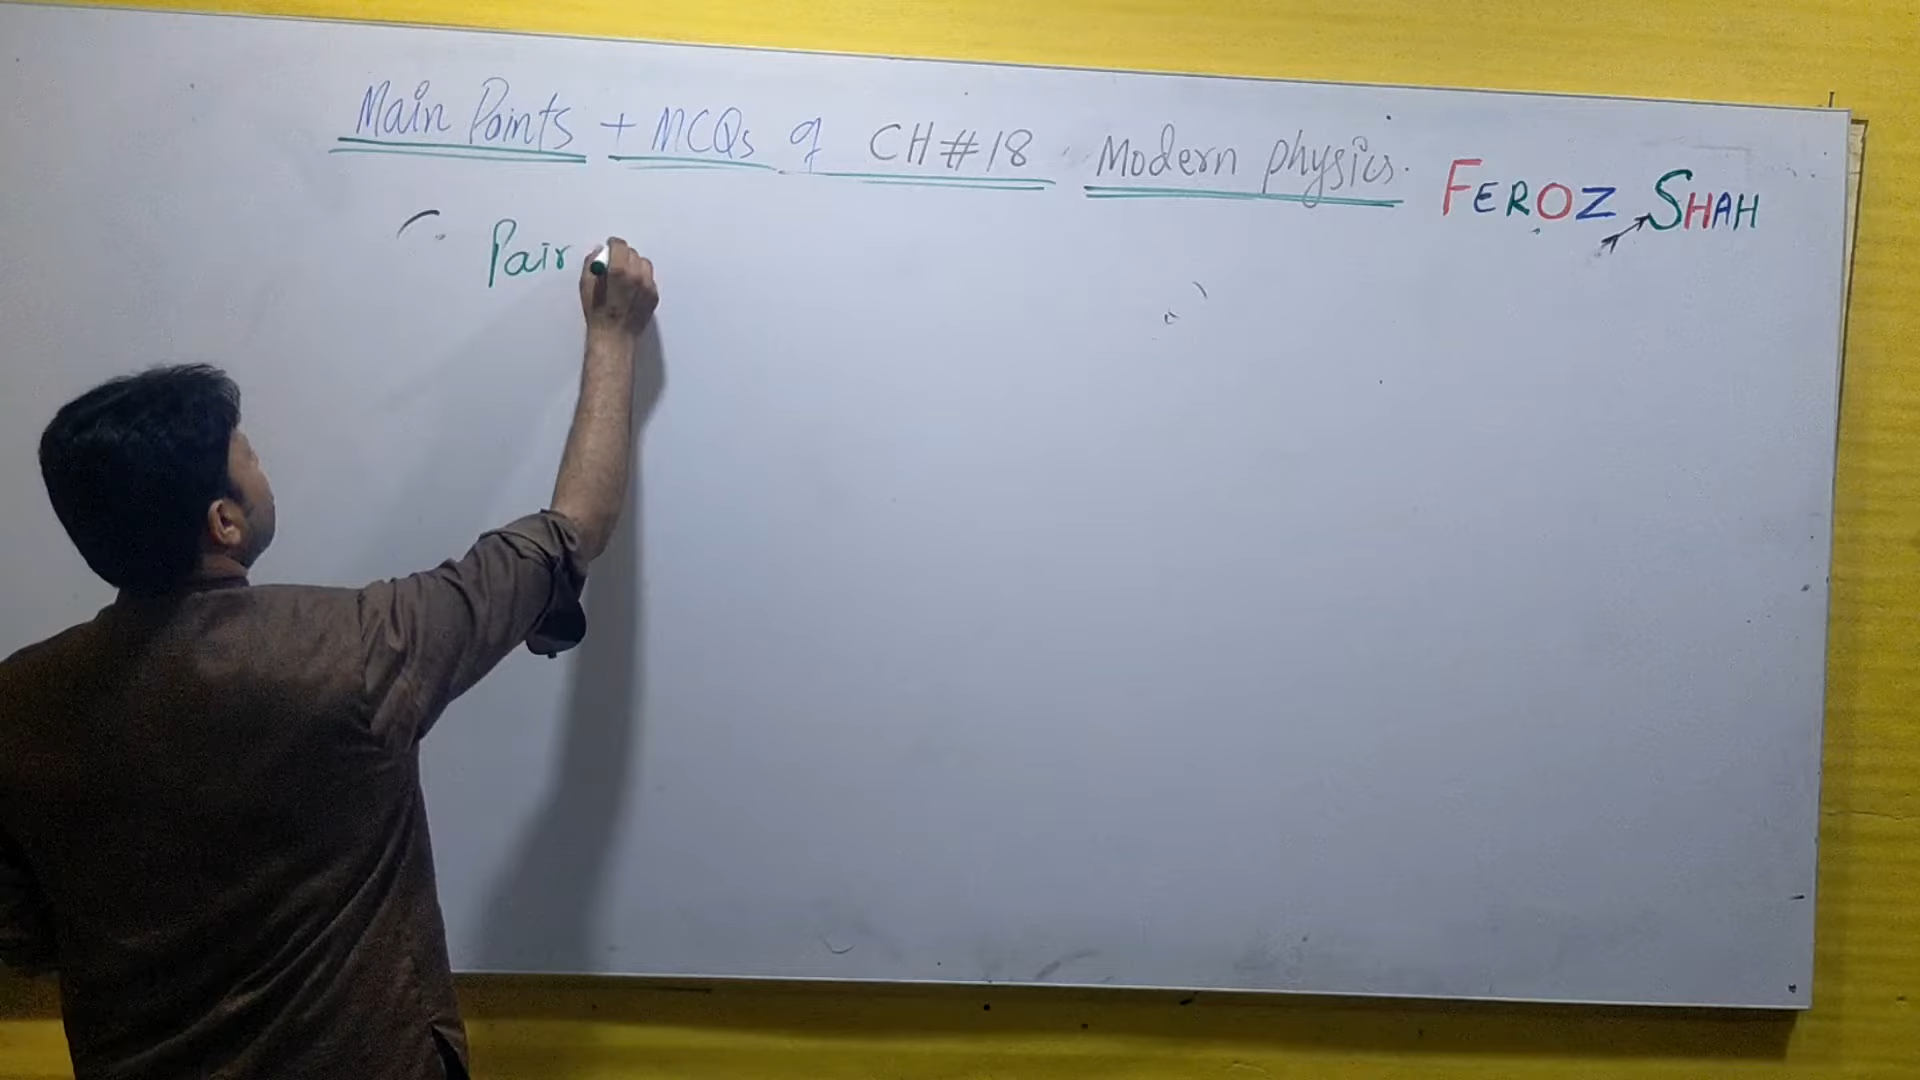 Main Points + MCQs of CH#18 Modern physics.
FEROZ SHAH
Pair